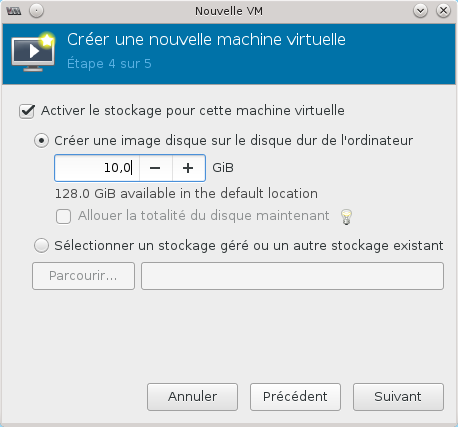 Nouvelle VM
Créer une nouvelle machine virtuelle
Étape 4 sur 5
Activer le stockage pour cette machine virtuelle
Créer une image disque sur le disque dur de l'ordinateur
10,0 GiB
128.0 GiB available in the default location
Allouer la totalité du disque maintenant
Sélectionner un stockage géré ou un autre stockage existant
Parcourir...
Annuler Précédent Suivant